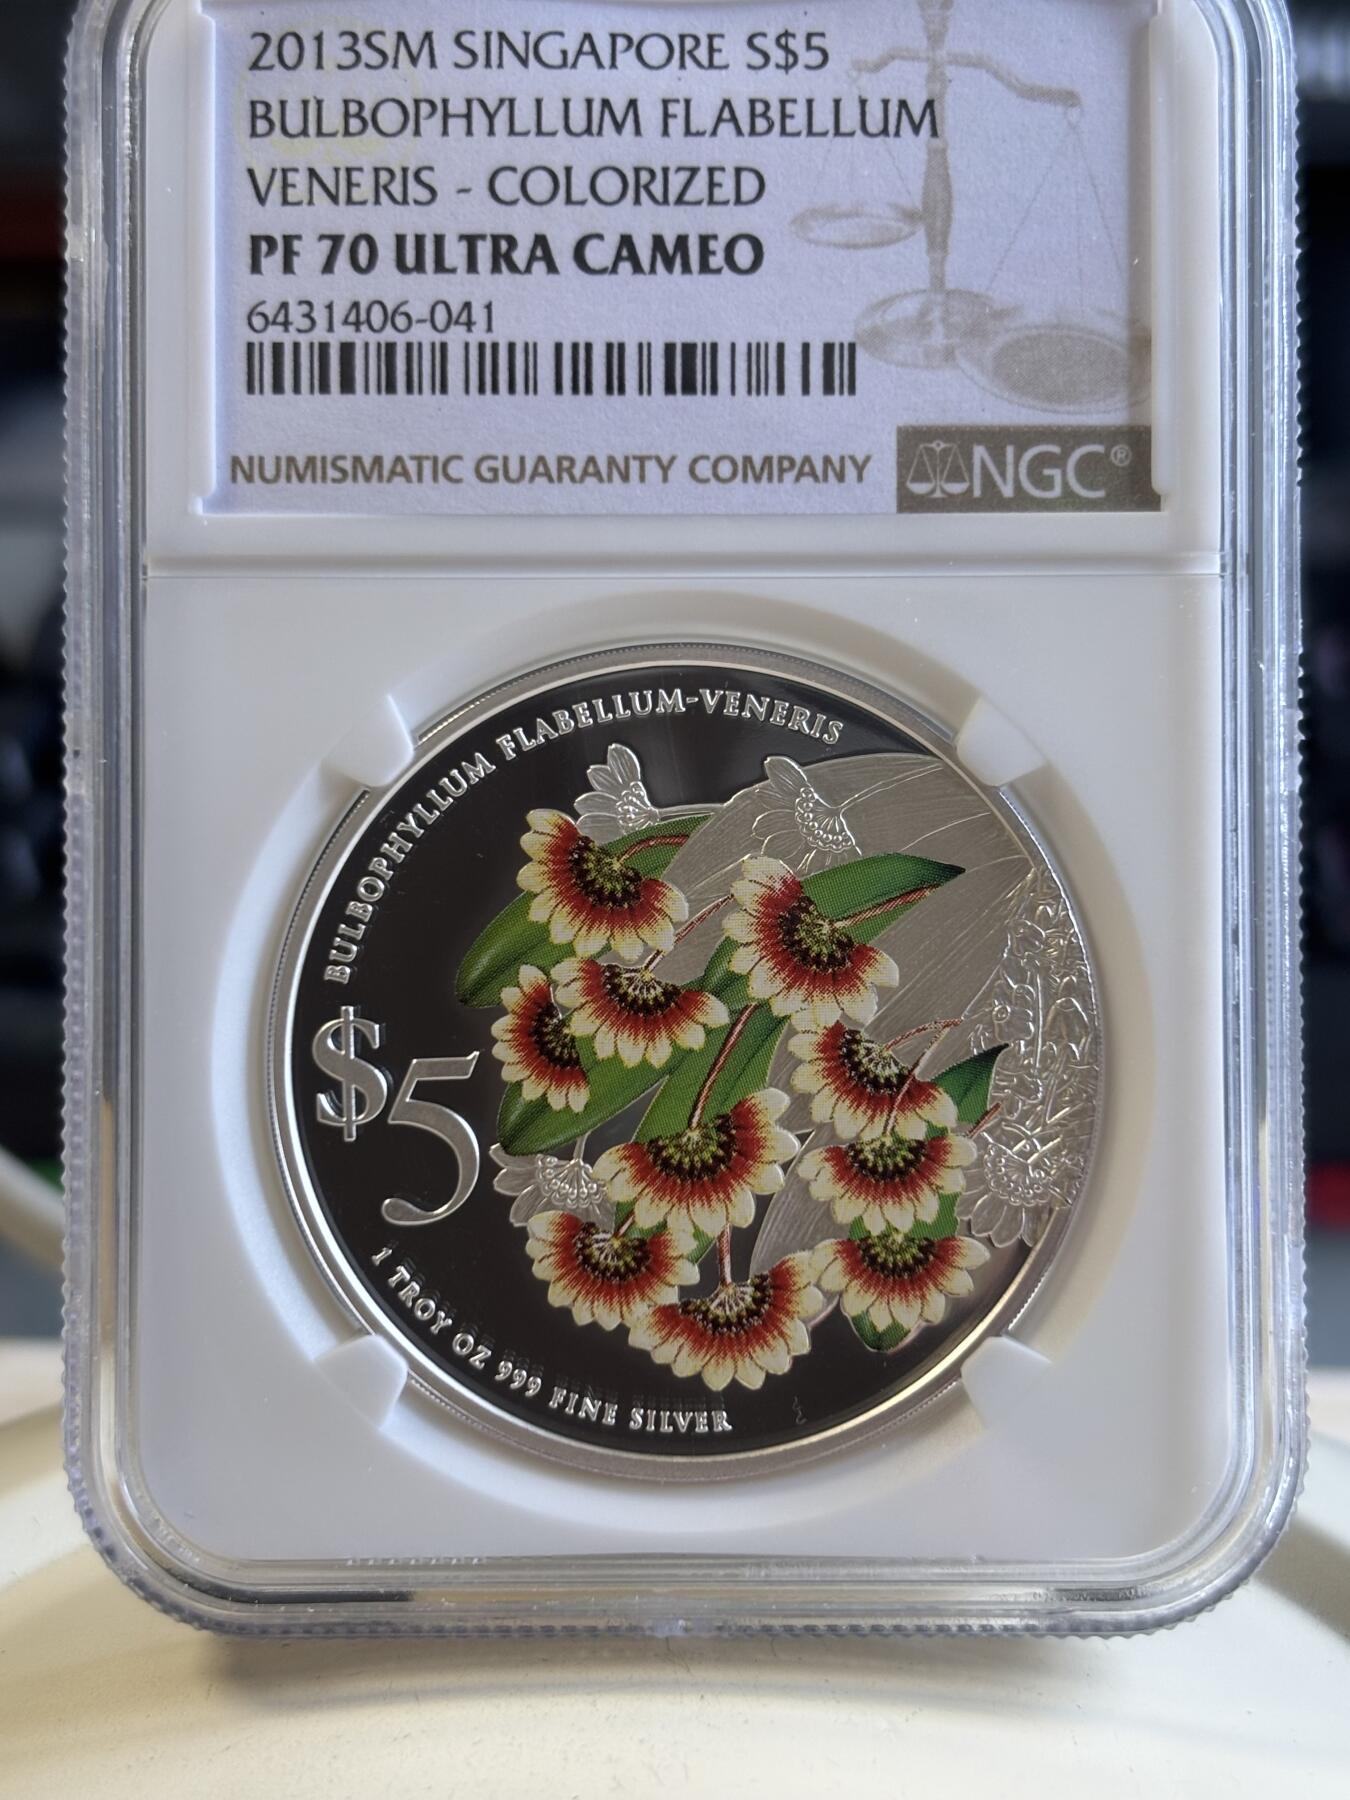 2013SM SINGAPORE S$5
BULBOPHYLLUM FLABELLUM
VENERIS - COLORIZED
PF 70 ULTRA CAMEO
6431406-041
NUMISMATIC GUARANTY COMPANY
NGC®
BULBOPHYLLUM FLABELLUM-VENERIS
$5
1 TROY OZ 999 FINE SILVER